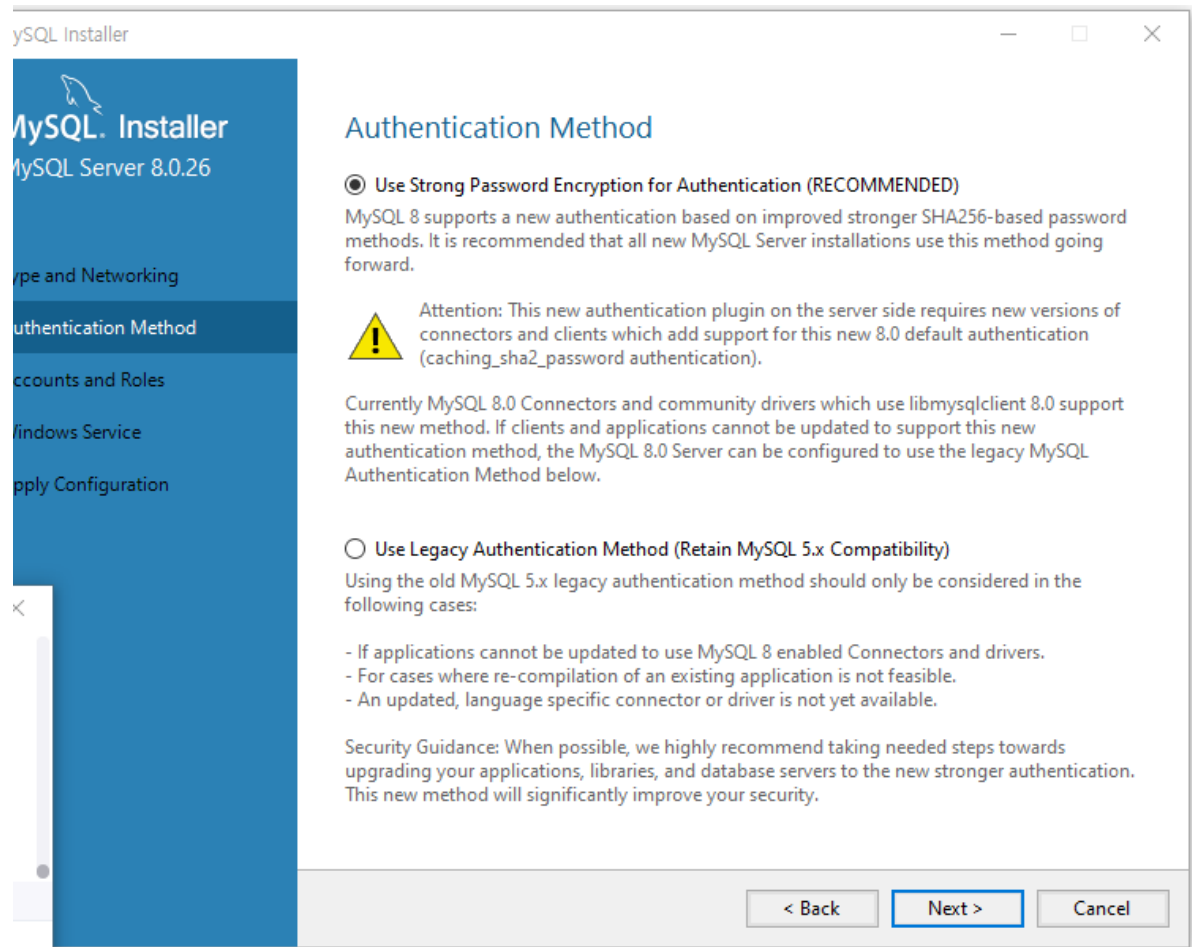 ySQL Installer
MySQL. Installer
MySQL Server 8.0.26
ype and Networking
uthentication Method
ccounts and Roles
indows Service
pply Configuration
Authentication Method
Use Strong Password Encryption for Authentication (RECOMMENDED)
MySQL 8 supports a new authentication based on improved stronger SHA256-based password
methods. It is recommended that all new MySQL Server installations use this method going
forward.
Attention: This new authentication plugin on the server side requires new versions of
connectors and clients which add support for this new 8.0 default authentication
(caching_sha2_password authentication).
Currently MySQL 8.0 Connectors and community drivers which use libmysqlclient 8.0 support
this new method. If clients and applications cannot be updated to support this new
authentication method, the MySQL 8.0 Server can be configured to use the legacy MySQL
Authentication Method below.
Use Legacy Authentication Method (Retain MySQL 5.x Compatibility)
Using the old MySQL 5.x legacy authentication method should only be considered in the
following cases:
- If applications cannot be updated to use MySQL 8 enabled Connectors and drivers.
- For cases where re-compilation of an existing application is not feasible.
- An updated, language specific connector or driver is not yet available.
Security Guidance: When possible, we highly recommend taking needed steps towards
upgrading your applications, libraries, and database servers to the new stronger authentication.
This new method will significantly improve your security.
< Back
Next >
Cancel